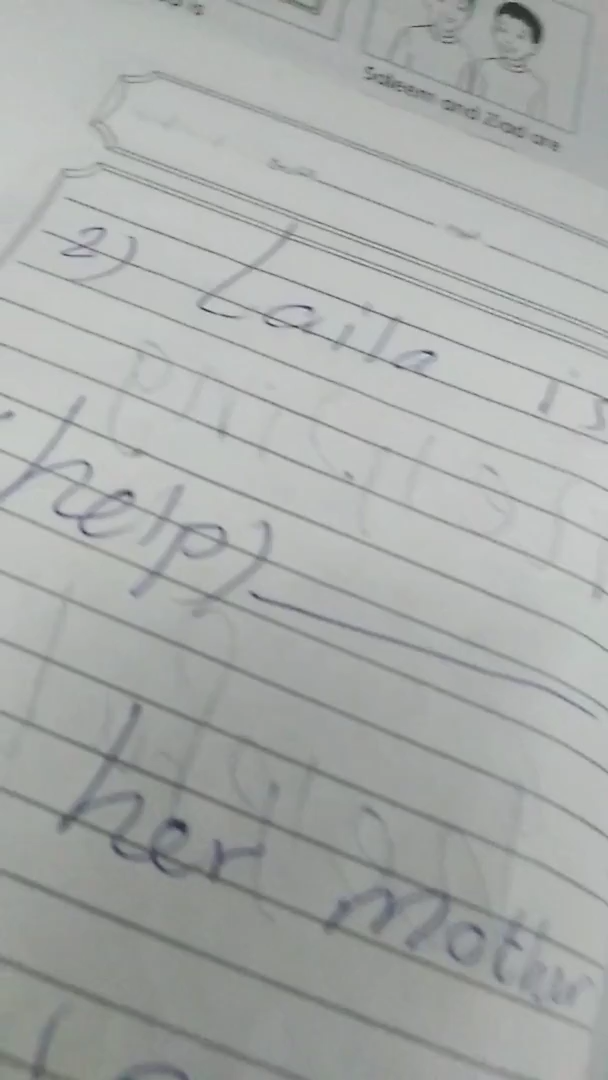 Saleem and Ziad are
2) Laila is
help)
her mother